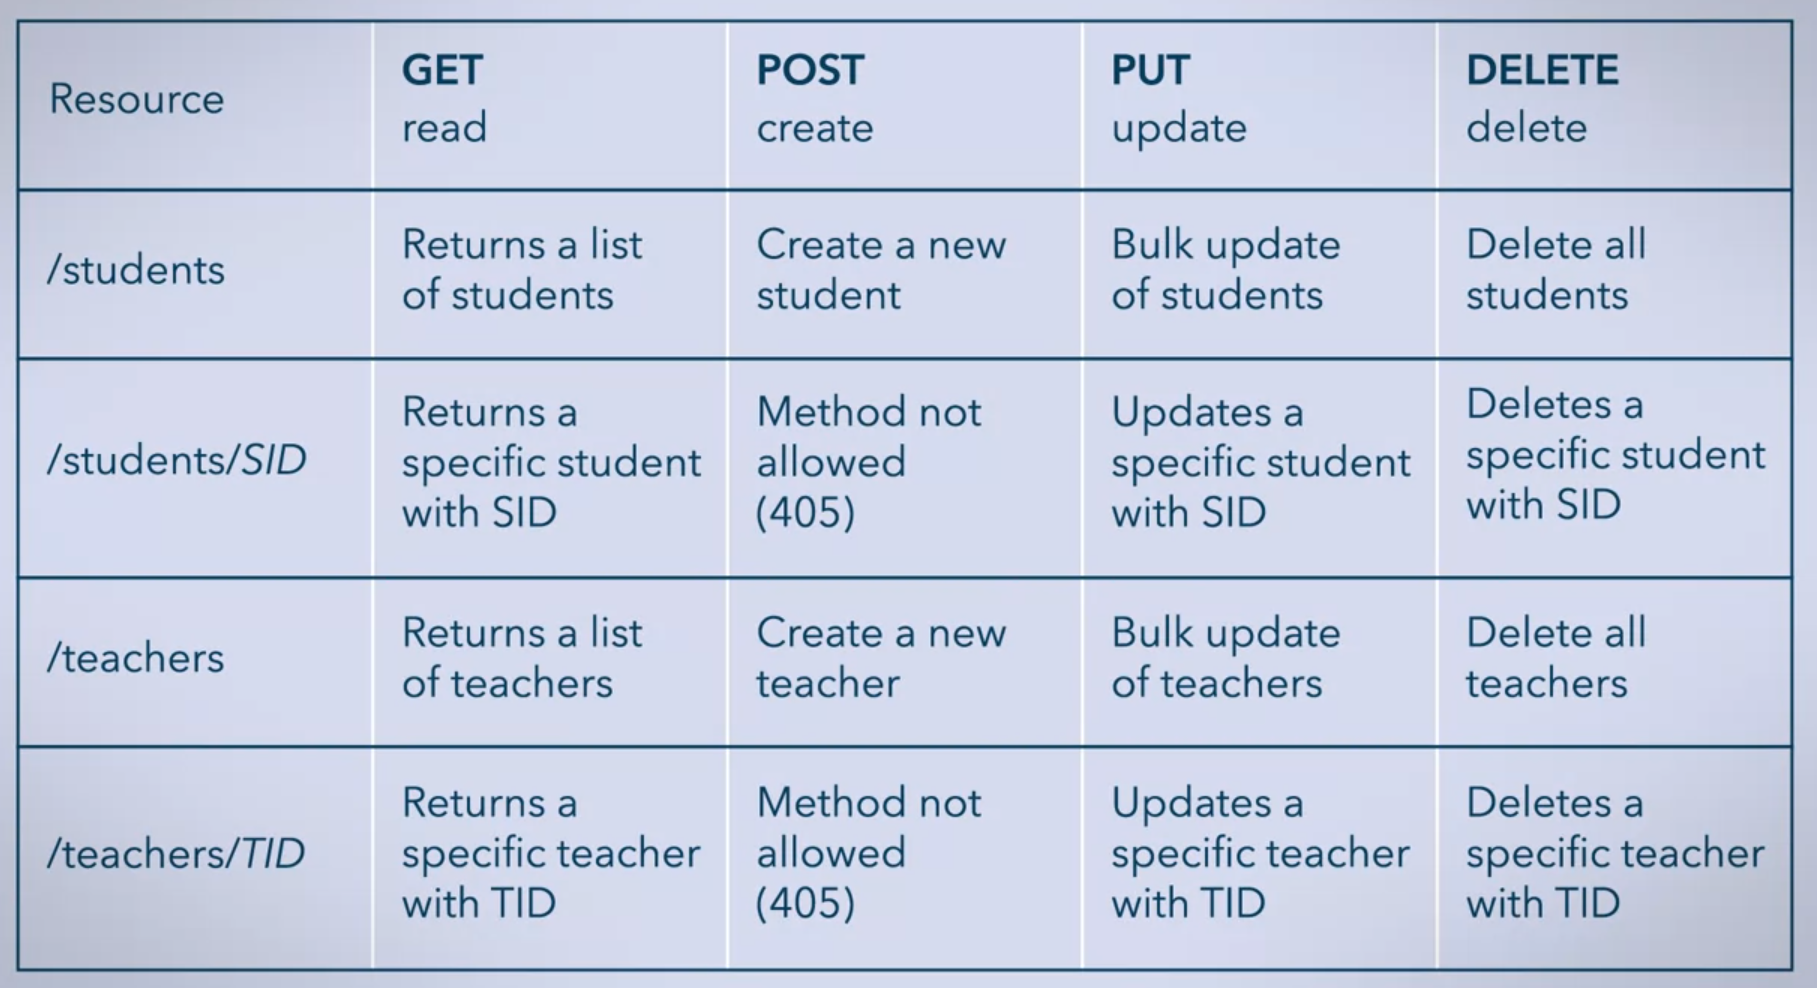 Resource
GET
read
POST
create
PUT
update
DELETE
delete
/students
Returns a list
of students
Create a new
student
Bulk update
of students
Delete all
students
/students/SID
Returns a
specific student
with SID
Method not
allowed
(405)
Updates a
specific student
with SID
Deletes a
specific student
with SID
/teachers
Returns a list
of teachers
Create a new
teacher
Bulk update
of teachers
Delete all
teachers
/teachers/TID
Returns a
specific teacher
with TID
Method not
allowed
(405)
Updates a
specific teacher
with TID
Deletes a
specific teacher
with TID